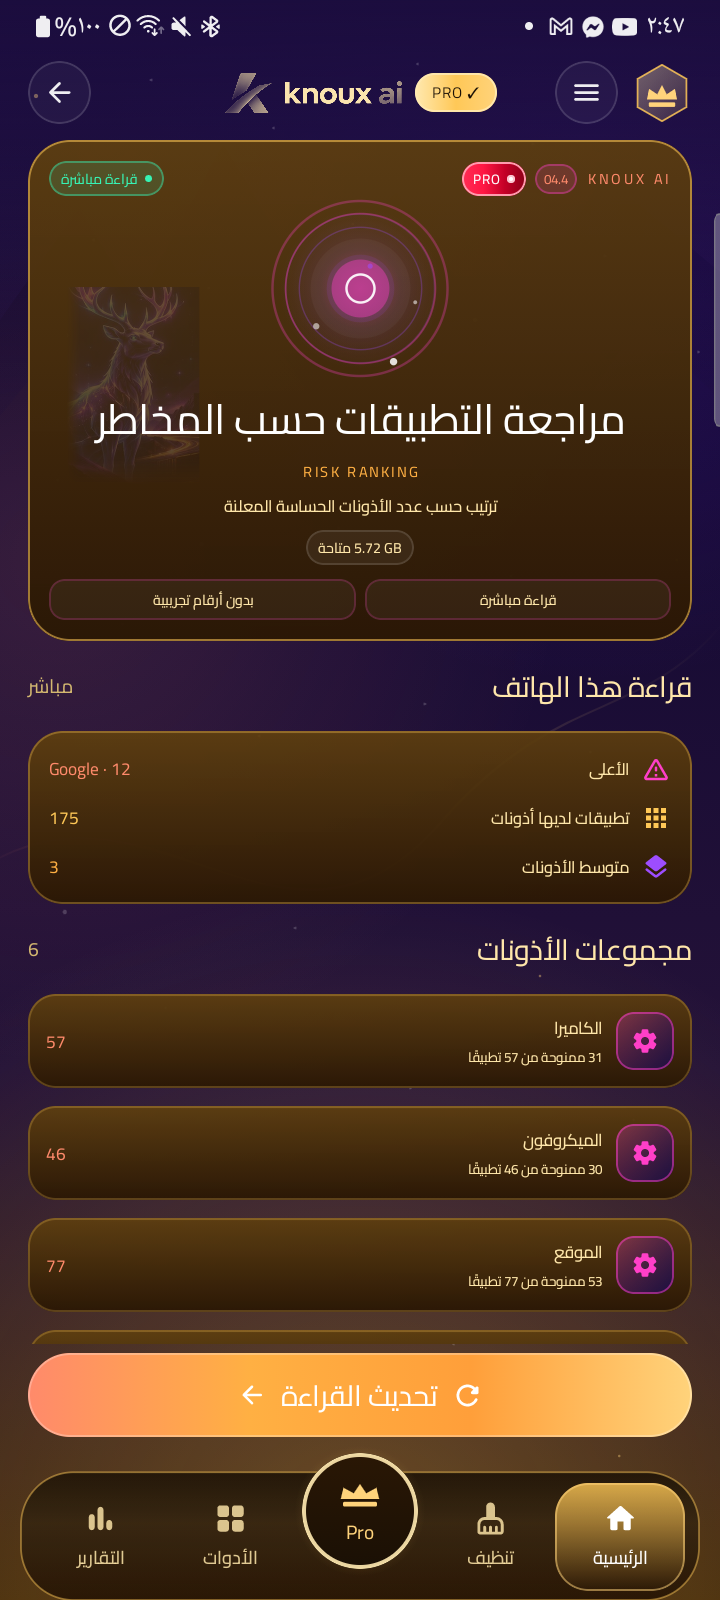 ٢:٤٧
%١٠٠
knoux ai
PRO ✓
KNOUX AI
04.4
PRO
قراءة مباشرة
مراجعة التطبيقات حسب المخاطر
RISK RANKING
ترتيب حسب عدد الأذونات الحساسة المعلنة
5.72 GB متاحة
قراءة مباشرة
بدون أرقام تجريبية
قراءة هذا الهاتف
مباشر
الأعلى
Google · 12
تطبيقات لديها أذونات
175
متوسط الأذونات
3
مجموعات الأذونات
6
الكاميرا
31 ممنوحة من 57 تطبيقًا
57
الميكروفون
30 ممنوحة من 46 تطبيقًا
46
الموقع
53 ممنوحة من 77 تطبيقًا
77
تحديث القراءة
الرئيسية
تنظيف
Pro
الأدوات
التقارير